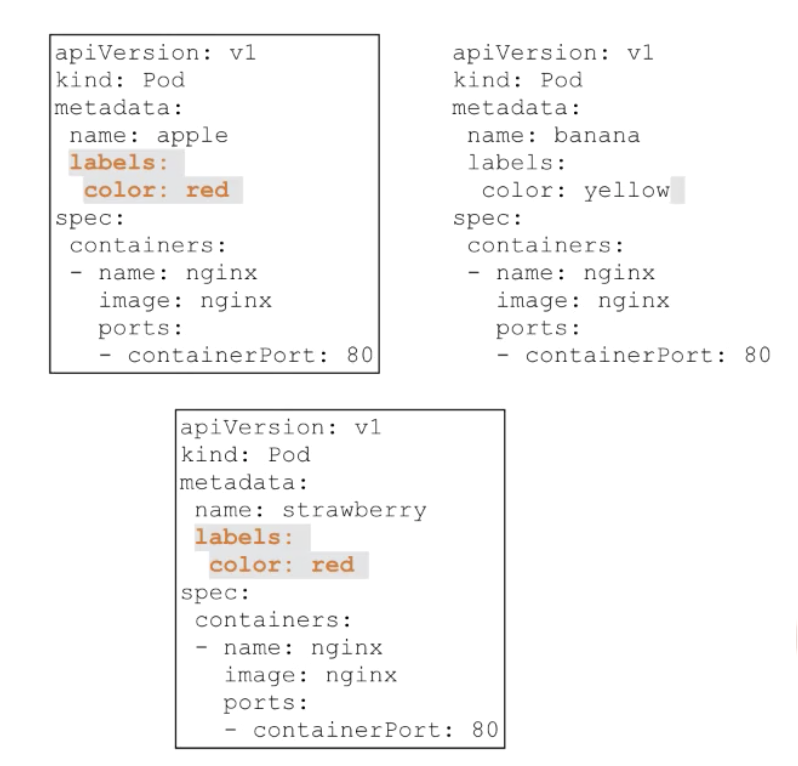 apiVersion: v1
kind: Pod
metadata:
 name: apple
 labels:
  color: red
spec:
 containers:
 - name: nginx
   image: nginx
   ports:
   - containerPort: 80
apiVersion: v1
kind: Pod
metadata:
 name: banana
 labels:
  color: yellow
spec:
 containers:
 - name: nginx
   image: nginx
   ports:
   - containerPort: 80
apiVersion: v1
kind: Pod
metadata:
 name: strawberry
 labels:
  color: red
spec:
 containers:
 - name: nginx
   image: nginx
   ports:
   - containerPort: 80